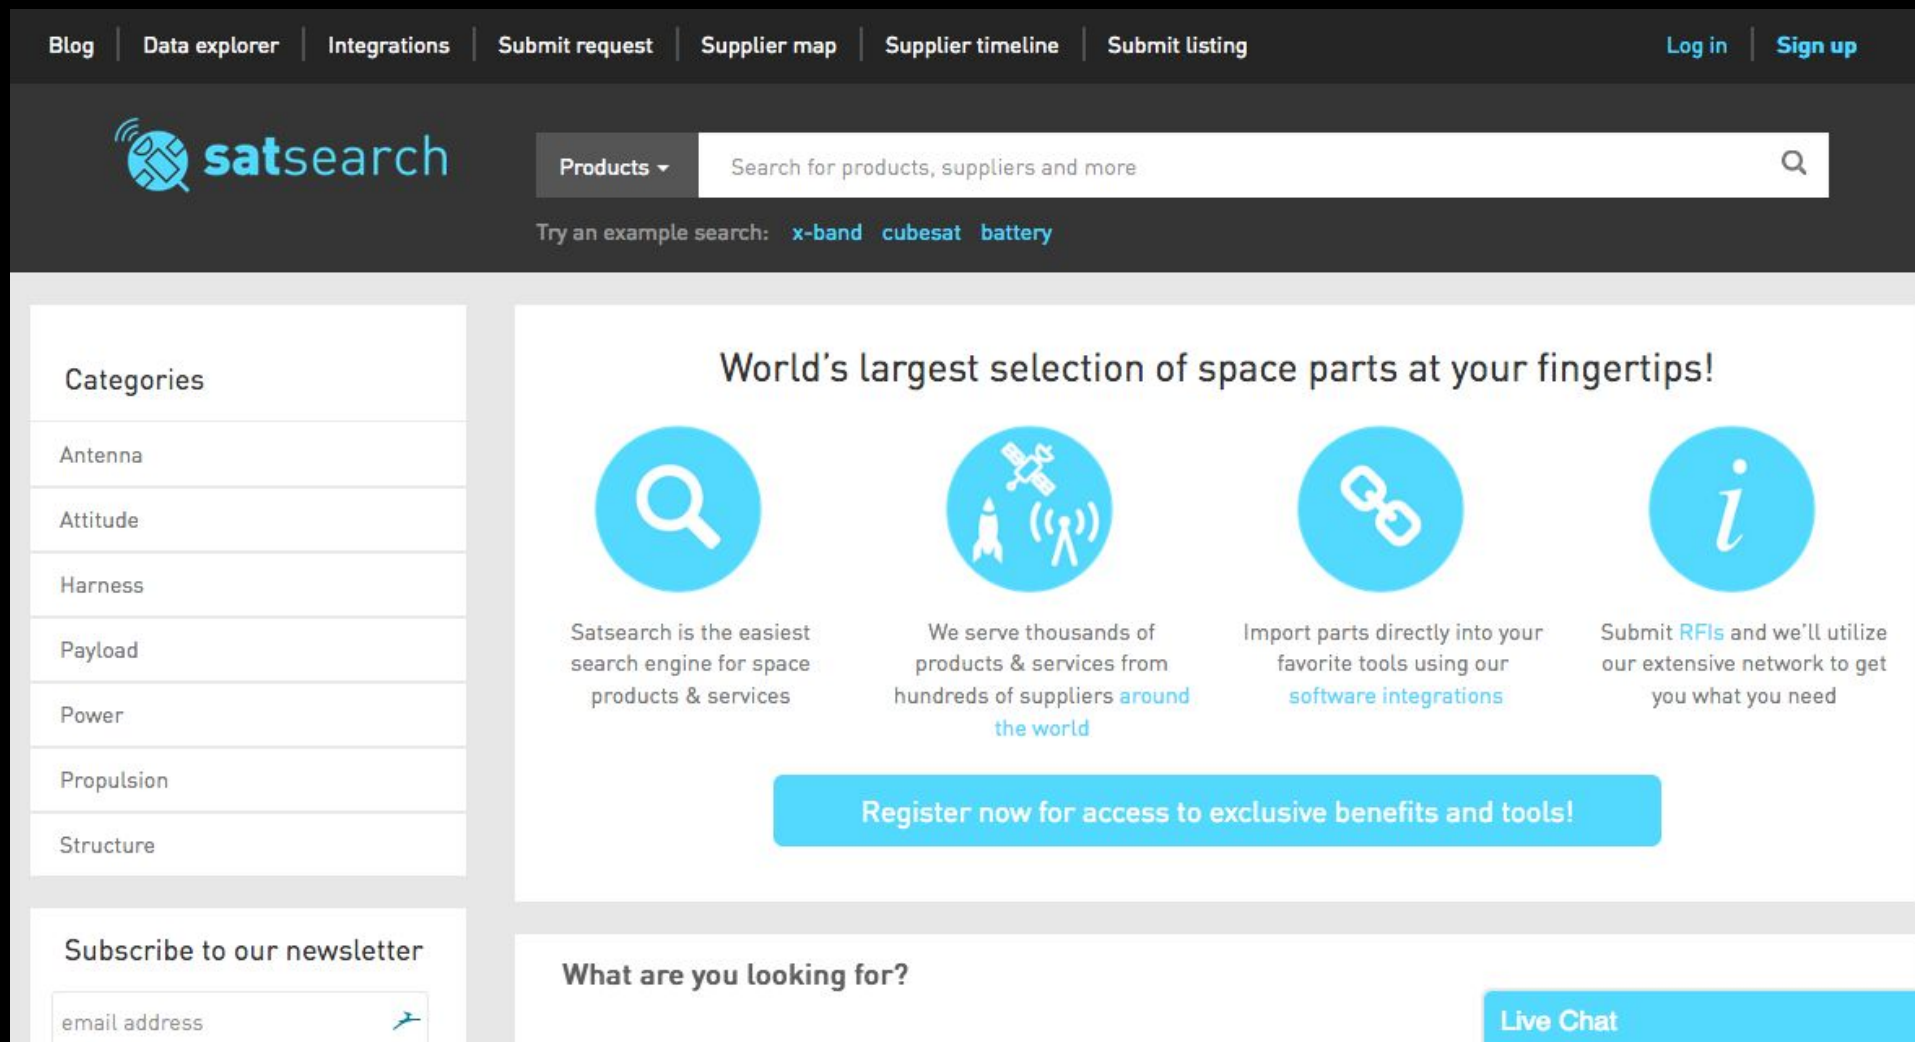 Blog Data explorer Integrations Submit request Supplier map Supplier timeline Submit listing Log in Sign up
satsearch
Products Search for products, suppliers and more
Try an example search: x-band cubesat battery
Categories
Antenna
Attitude
Harness
Payload
Power
Propulsion
Structure
Subscribe to our newsletter
email address
World's largest selection of space parts at your fingertips!
Satsearch is the easiest
search engine for space
products & services
We serve thousands of
products & services from
hundreds of suppliers around
the world
Import parts directly into your
favorite tools using our
software integrations
Submit RFIs and we'll utilize
our extensive network to get
you what you need
Register now for access to exclusive benefits and tools!
What are you looking for?
Live Chat